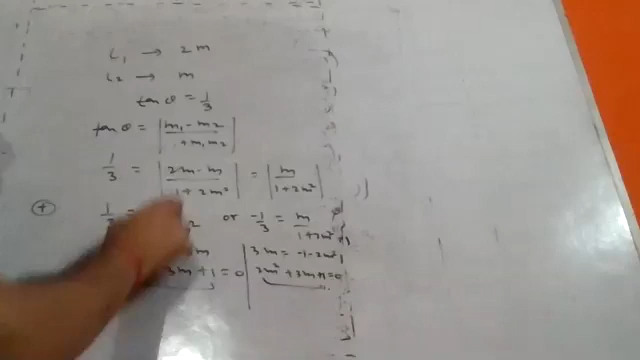 L₁ → 2m
L₂ → m
tan θ = 1/3
tan θ = |m₁ - m₂ / 1 + m₁m₂|
1/3 = |2m - m / 1 + 2m²| = |m / 1 + 2m²|
or -1/3 = m / 1 + 2m²
3m = -1 - 2m²
3m + 1 = 0 | 2m² + 3m + 1 = 0